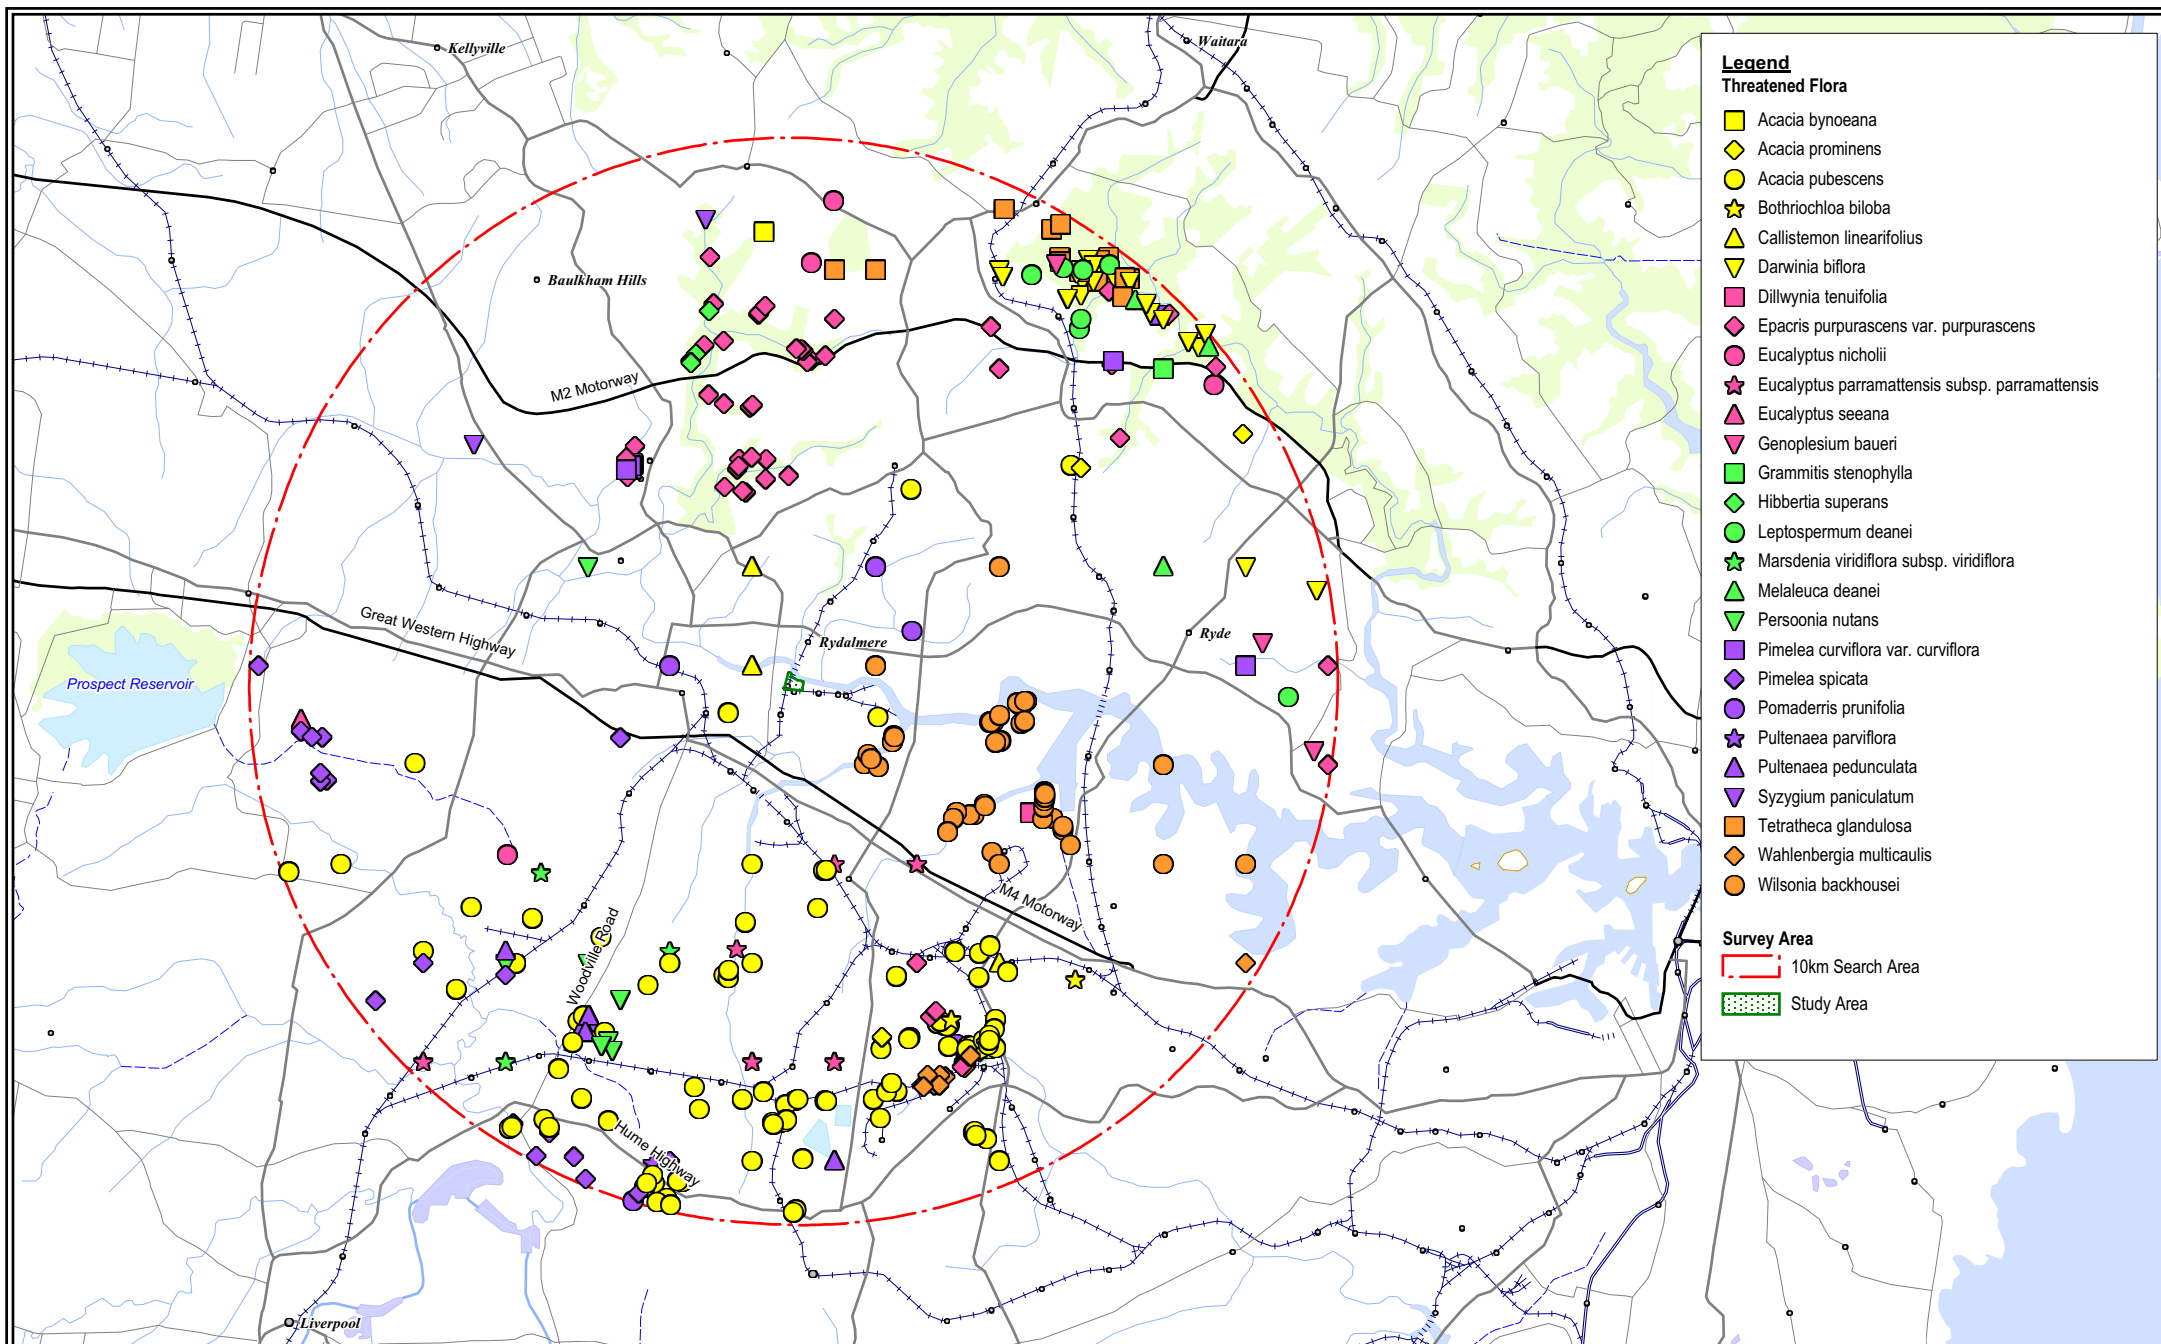 Kellyville
Waitara
Baulkham Hills
M2 Motorway
Great Western Highway
Rydalmere
Ryde
Prospect Reservoir
M4 Motorway
Woodville Road
Hume Highway
Liverpool
Legend
Threatened Flora
Acacia bynoeana
Acacia prominens
Acacia pubescens
Bothriochloa biloba
Callistemon linearifolius
Darwinia biflora
Dillwynia tenuifolia
Epacris purpurascens var. purpurascens
Eucalyptus nicholii
Eucalyptus parramattensis subsp. parramattensis
Eucalyptus seeana
Genoplesium baueri
Grammitis stenophylla
Hibbertia superans
Leptospermum deanei
Marsdenia viridiflora subsp. viridiflora
Melaleuca deanei
Persoonia nutans
Pimelea curviflora var. curviflora
Pimelea spicata
Pomaderris prunifolia
Pultenaea parviflora
Pultenaea pedunculata
Syzygium paniculatum
Tetratheca glandulosa
Wahlenbergia multicaulis
Wilsonia backhousei
Survey Area
10km Search Area
Study Area